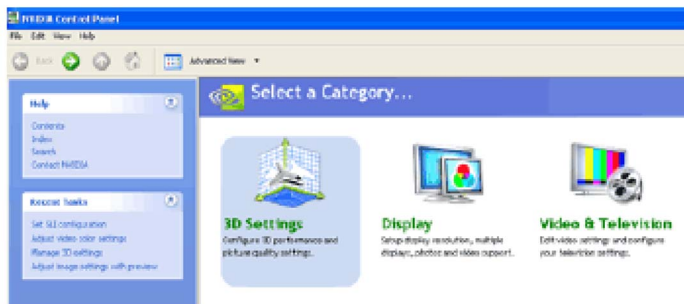 NVIDIA Control Panel
File Edit View Help
Back Advanced View
Select a Category...
Help
Contents
Index
Search
Contact NVIDIA
Recent Tasks
Set SLI configuration
Adjust video color settings
Manage 3D settings
Adjust image settings with preview
3D Settings
Configure 3D performance and
picture quality settings.
Display
Setup display resolution, multiple
displays, photos and video support.
Video & Television
Edit video settings and configure
your television settings.